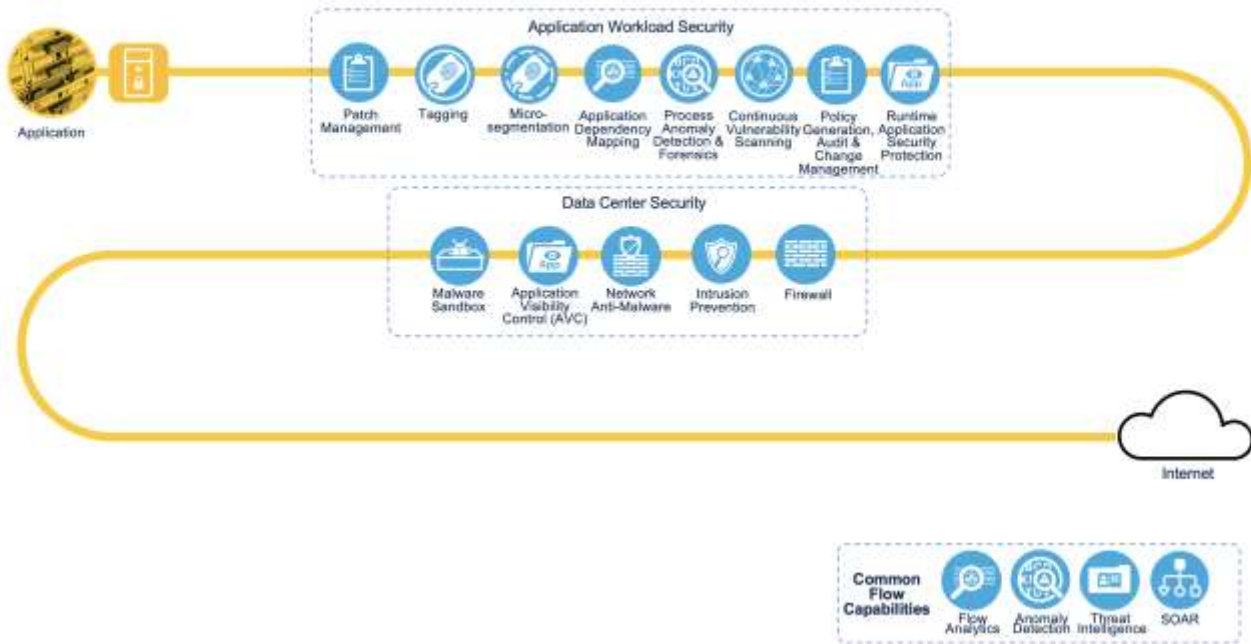 Application Workload Security
Application
Patch
Management
Tagging
Micro-
segmentation
Application
Dependency
Mapping
Process
Anomaly
Detection &
Forensics
Continuous
Vulnerability
Scanning
Policy
Generation,
Audit &
Change
Management
App
Runtime
Application
Security
Protection
Data Center Security
Malware
Sandbox
App
Application
Visibility
Control (AVC)
Network
Anti-Malware
Intrusion
Prevention
Firewall
Internet
Common
Flow
Capabilities
Flow
Analytics
Anomaly
Detection
Threat
Intelligence
SOAR